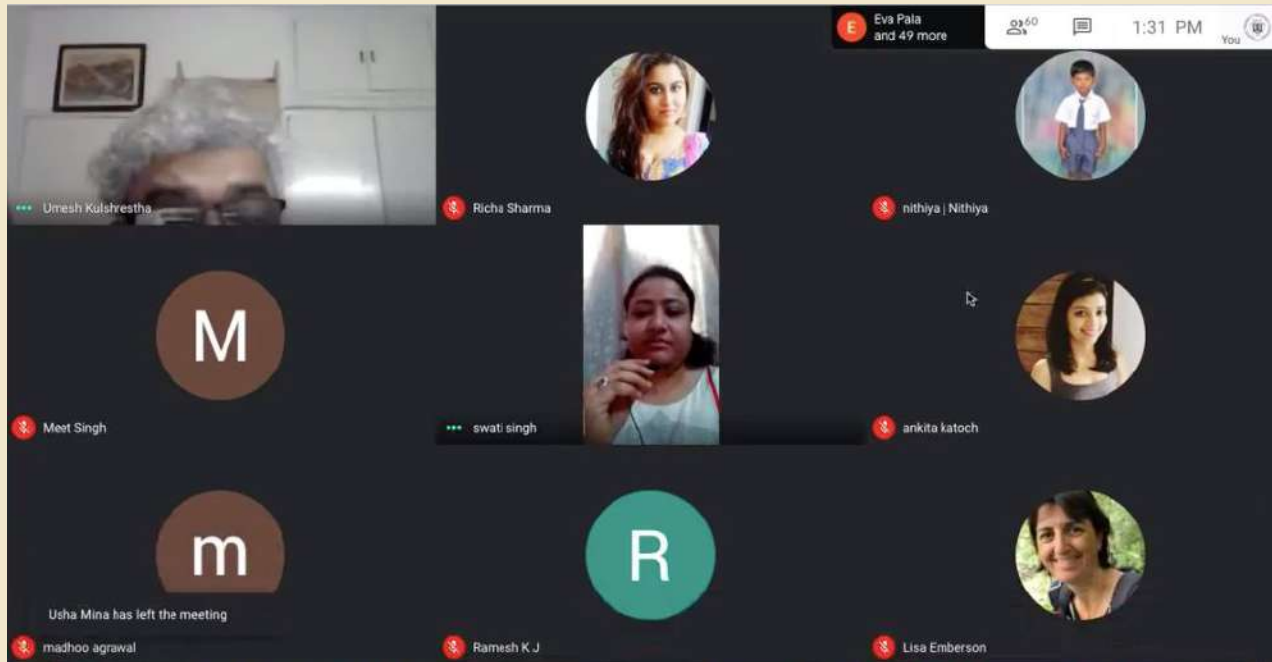 Eva Pala
and 49 more
60
1:31 PM
You
Umesh Kulshrestha
Richa Sharma
nithiya | Nithiya
M
Meet Singh
swati singh
ankita katoch
m
Usha Mina has left the meeting
madhoo agrawal
R
Ramesh K J
Lisa Emberson
E